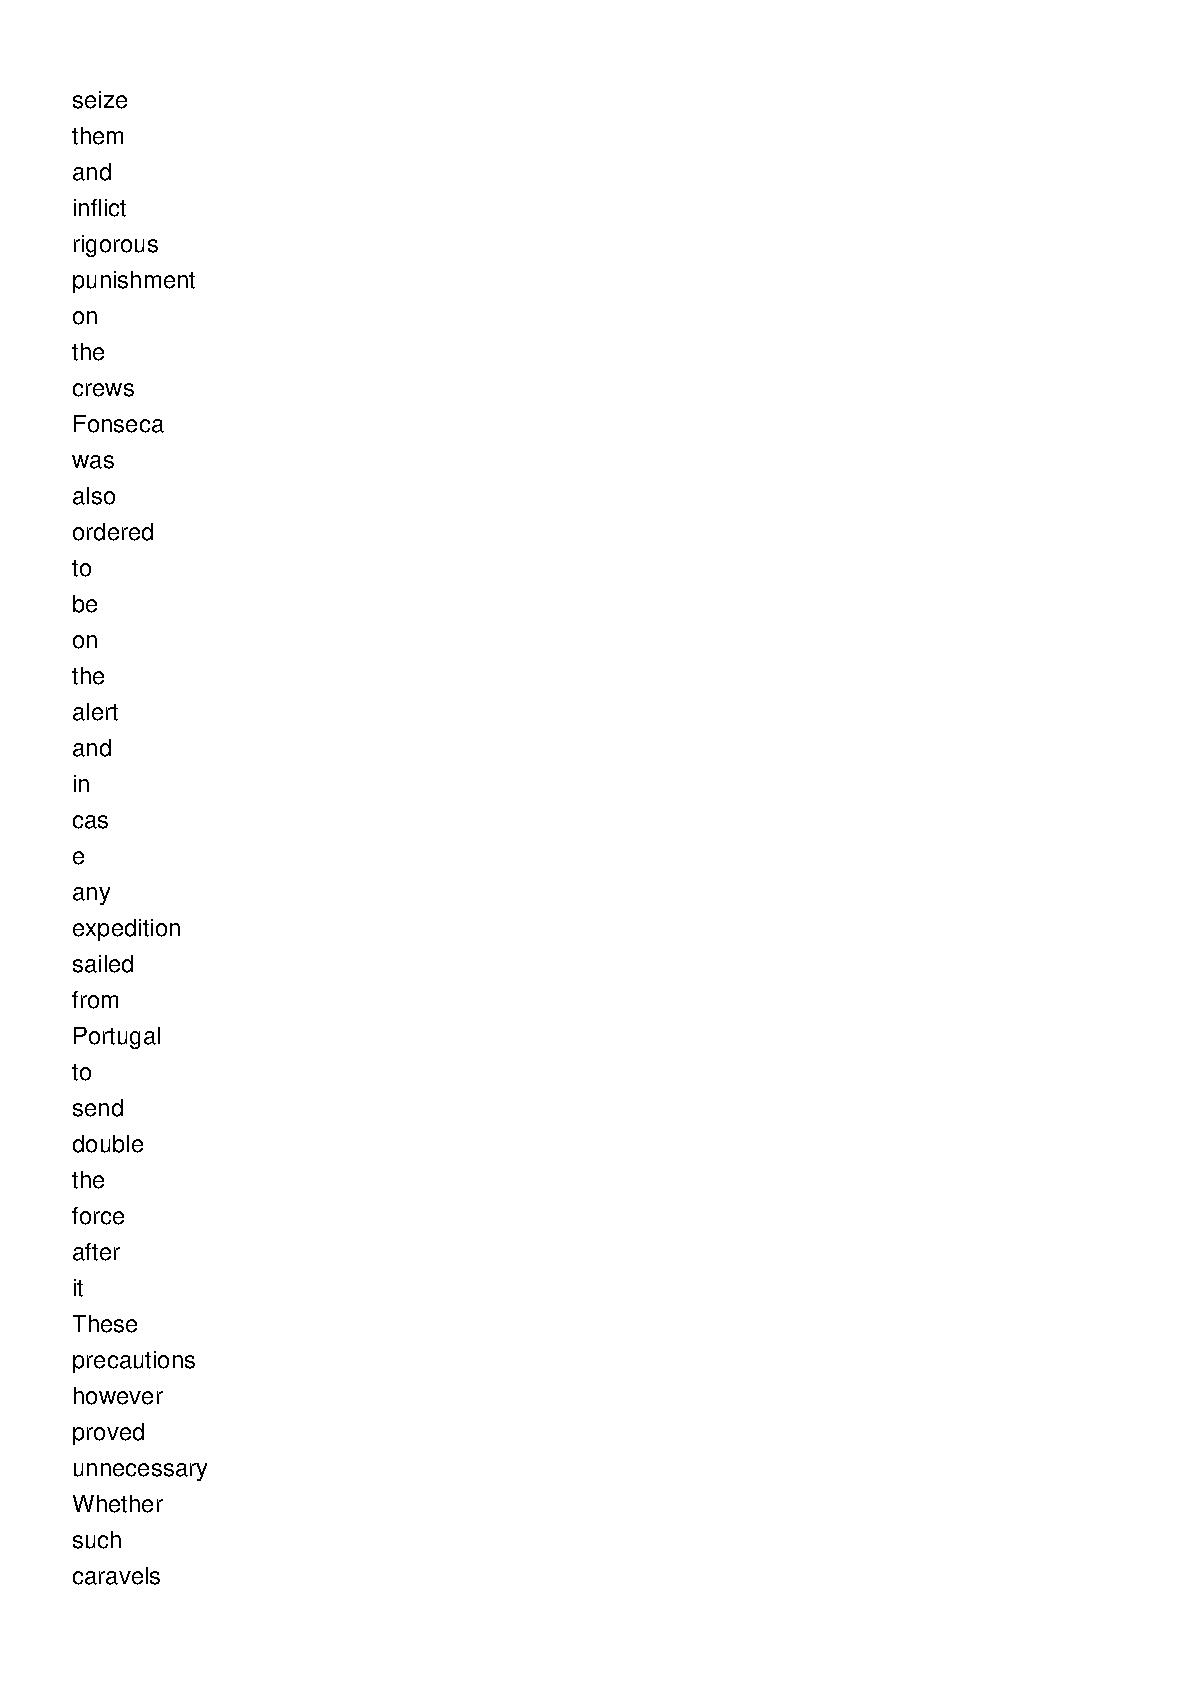 seize
them
and
inflict
rigorous
punishment
on
the
crews
Fonseca
was
also
ordered
to
be
on
the
alert
and
in
cas
e
any
expedition
sailed
from
Portugal
to
send
double
the
force
after
it
These
precautions
however
proved
unnecessary
Whether
such
caravels